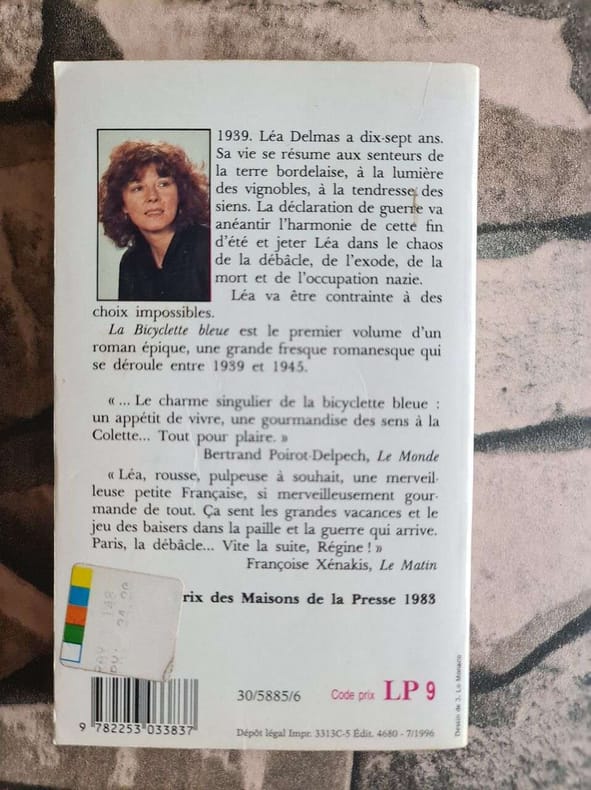 1939. Léa Delmas a dix-sept ans.
Sa vie se résume aux senteurs de
la terre bordelaise, à la lumière
des vignobles, à la tendresse des
siens. La déclaration de guerre va
anéantir l'harmonie de cette fin
d'été et jeter Léa dans le chaos
de la débâcle, de l'exode, de la
mort et de l'occupation nazie.
Léa va être contrainte à des
choix impossibles.
La Bicyclette bleue est le premier volume d'un
roman épique, une grande fresque romanesque qui
se déroule entre 1939 et 1945.
« ... Le charme singulier de la bicyclette bleue :
un appétit de vivre, une gourmandise des sens à la
Colette... Tout pour plaire. »
Bertrand Poirot-Delpech, Le Monde
« Léa, rousse, pulpeuse à souhait, une merveil-
leuse petite Française, si merveilleusement gour-
mande de tout. Ça sent les grandes vacances et le
jeu des baisers dans la paille et la guerre qui arrive.
Paris, la débâcle... Vite la suite, Régine ! »
Françoise Xénakis, Le Matin
rix des Maisons de la Presse 1983
30/5885/6 Code prix LP 9
9 782253 033837
Dépôt légal Impr. 3313C-5 Édit. 4680 - 7/1996
Dessin de J. Lo Monaco